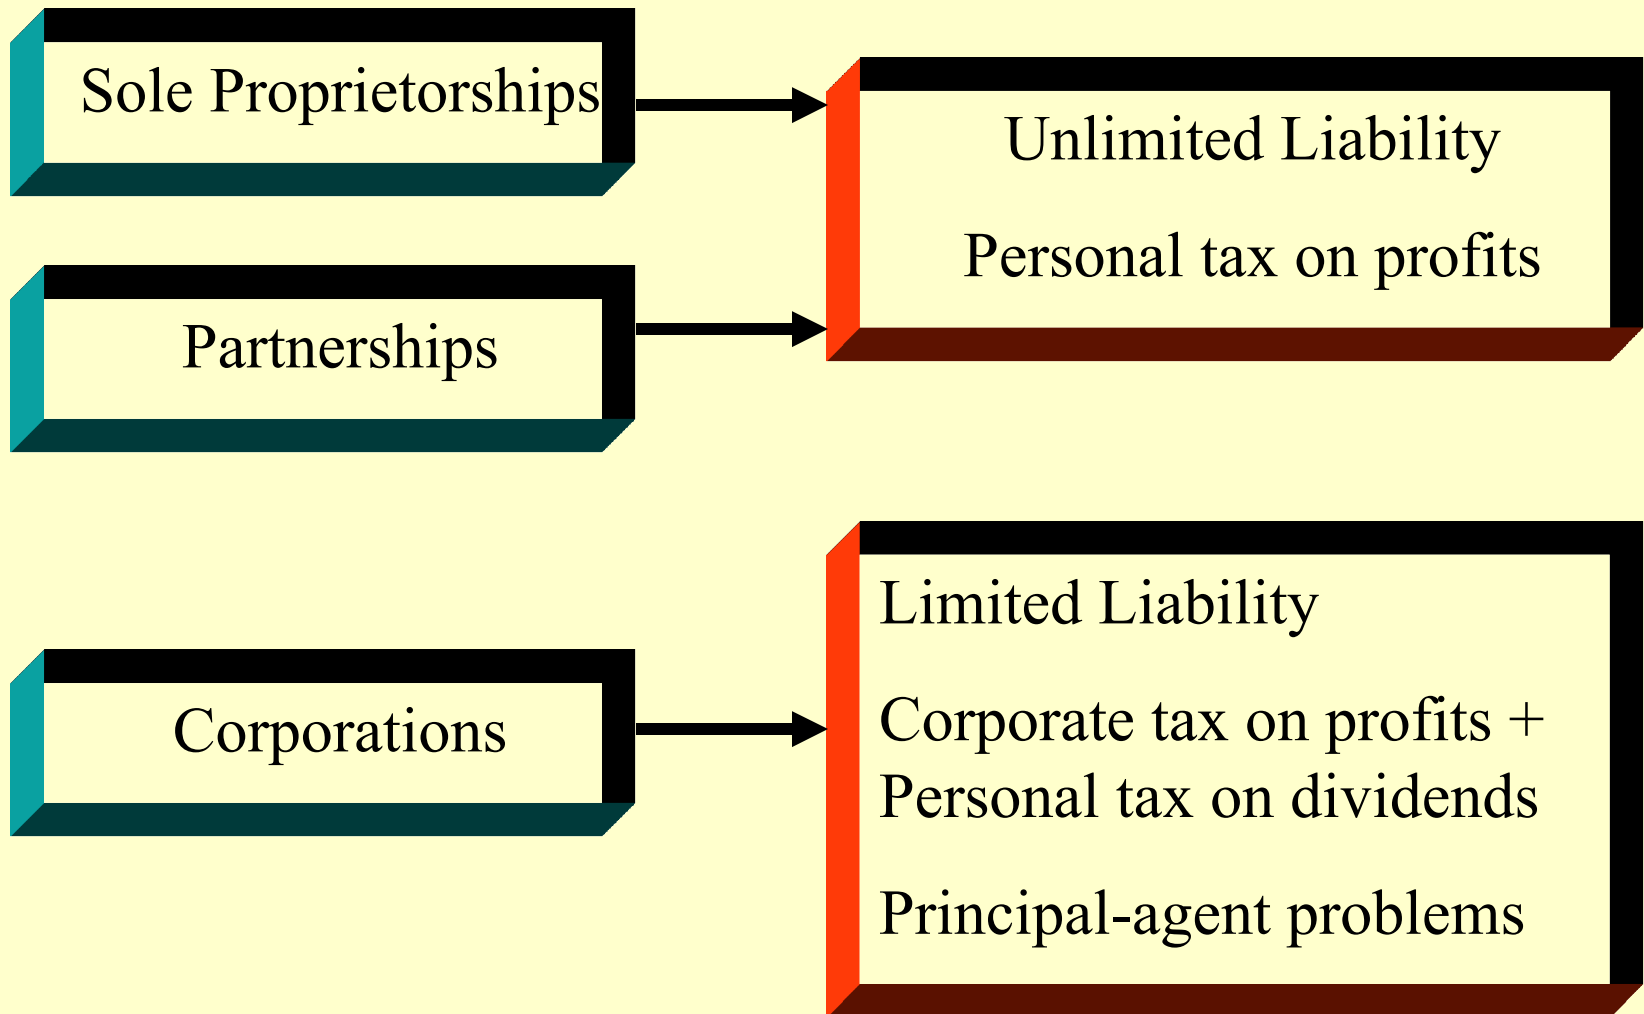 Sole Proprietorships
Unlimited Liability
Personal tax on profits
Partnerships
Corporations
Limited Liability
Corporate tax on profits +
Personal tax on dividends
Principal-agent problems